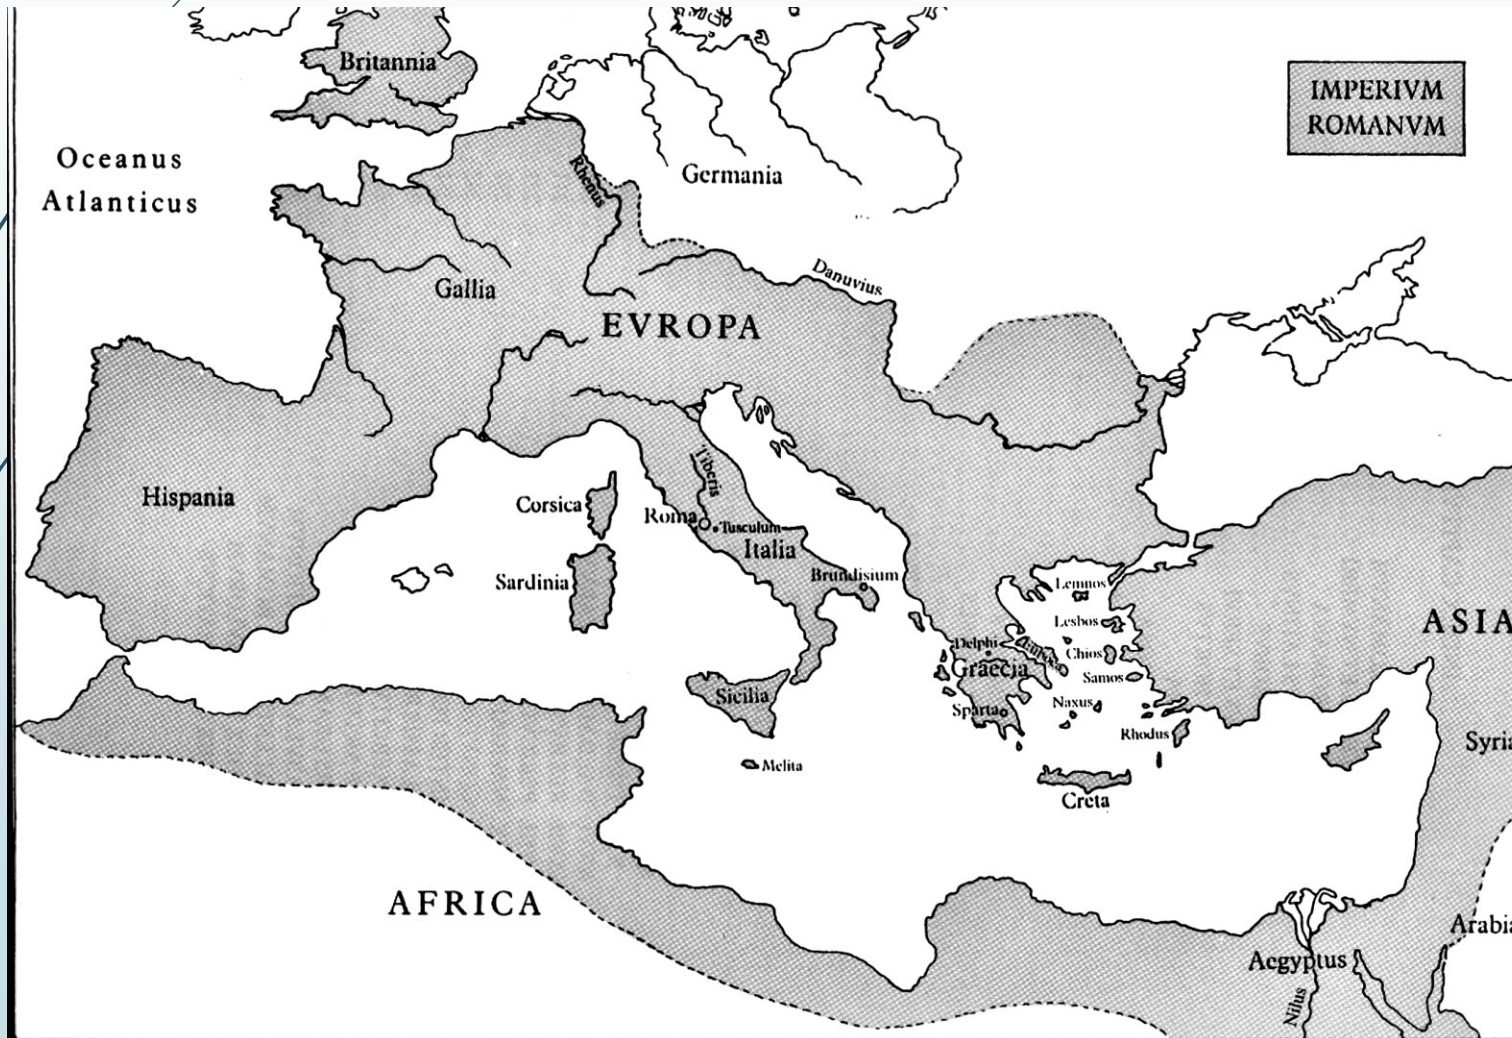 Britannia
IMPERIVM
ROMANVM
Oceanus
Atlanticus
Rhenus
Germania
Danuvius
Gallia
EVROPA
Hispania
Corsica
Tiberis
Roma
Tusculum
Italia
Sardinia
Brundisium
Lemnos
Lesbos
ASIA
Delphi
Euboea
Chios
Graecia
Samos
Sicilia
Sparta
Naxus
Rhodus
Syria
Melita
Creta
AFRICA
Arabia
Aegyptus
Nilus